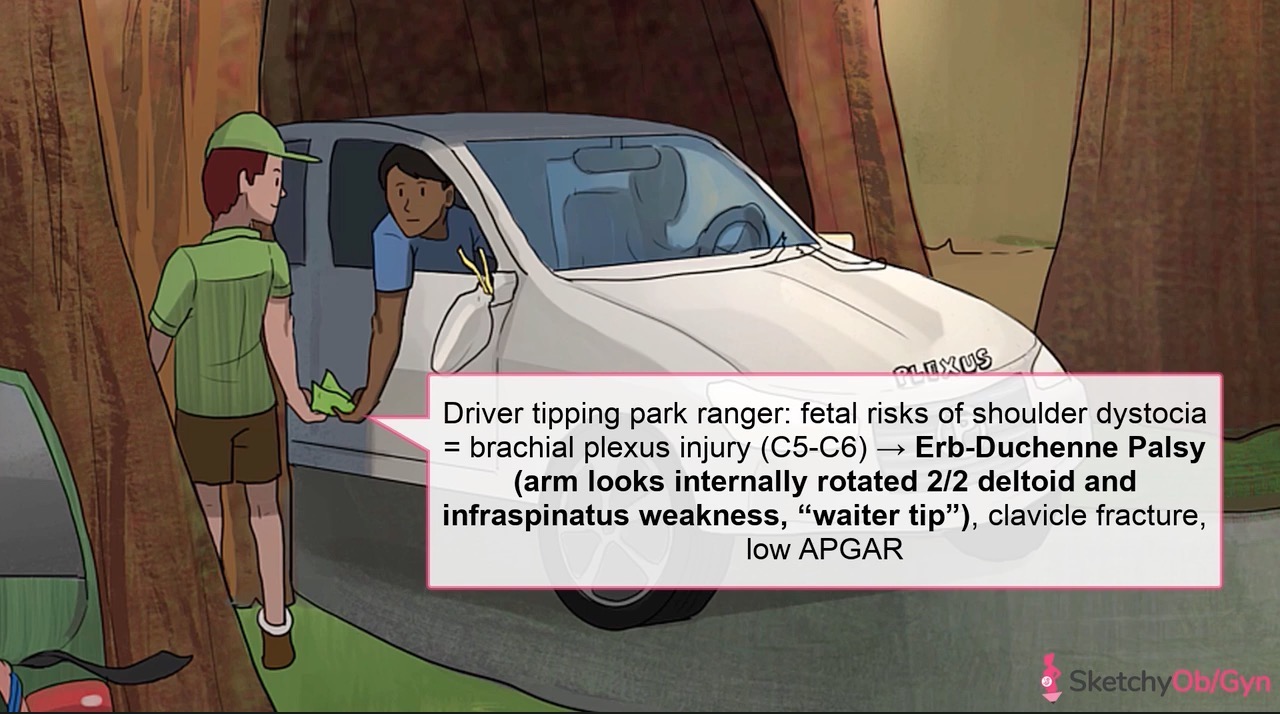 PLEXUS
Driver tipping park ranger: fetal risks of shoulder dystocia
= brachial plexus injury (C5-C6) → Erb-Duchenne Palsy
(arm looks internally rotated 2/2 deltoid and
infraspinatus weakness, “waiter tip”), clavicle fracture,
low APGAR
SketchyOb/Gyn